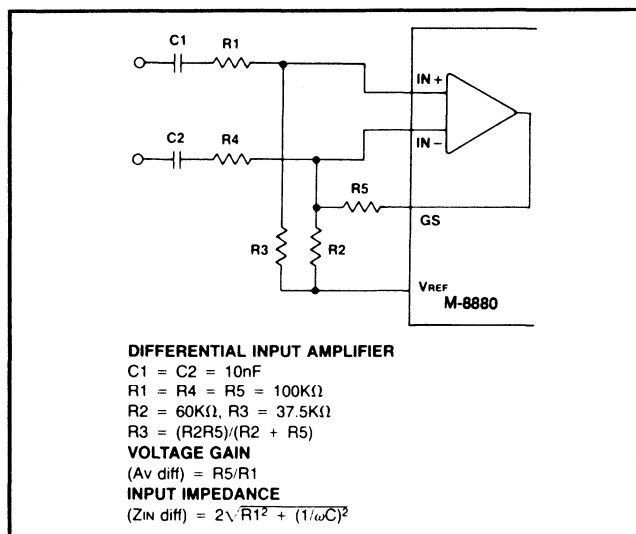 C1
R1
IN +
C2
R4
IN −
R5
GS
R3
R2
VREF
M-8880
DIFFERENTIAL INPUT AMPLIFIER
C1 = C2 = 10nF
R1 = R4 = R5 = 100KΩ
R2 = 60KΩ, R3 = 37.5KΩ
R3 = (R2R5)/(R2 + R5)
VOLTAGE GAIN
(Av diff) = R5/R1
INPUT IMPEDANCE
(ZIN diff) = 2√R1² + (1/ωC)²